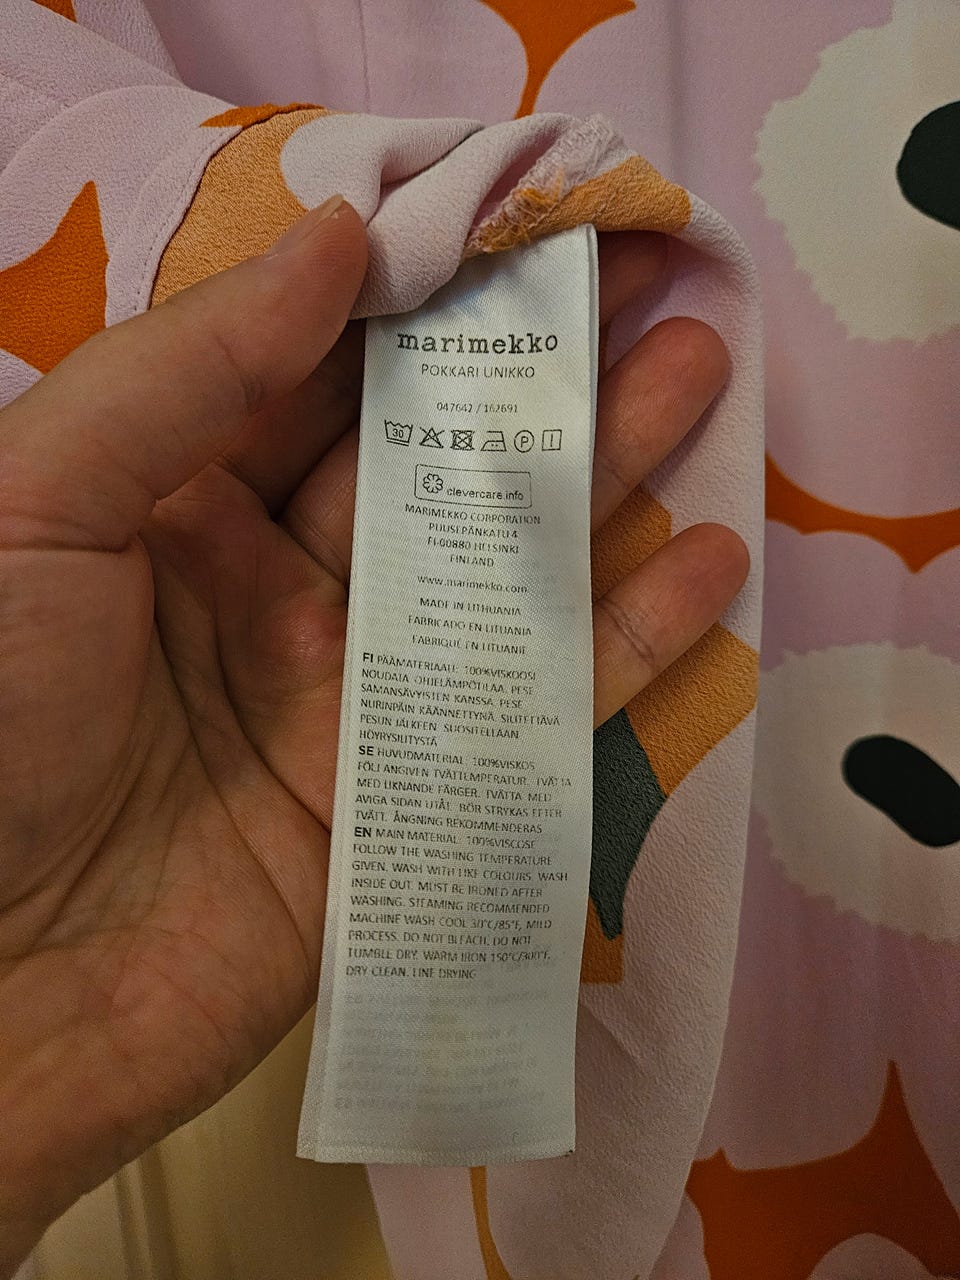 marimekko
POKKARI UNIKKO
047642 / 162691
30 P
clevercare.info
MARIMEKKO CORPORATION
PUUSEPÄNKATU 4
FI-00880 HELSINKI
FINLAND
www.marimekko.com
MADE IN LITHUANIA
FABRICADO EN LITUANIA
FABRIQUÉ EN LITUANIE
FI PÄÄMATERIAALI: 100%VISKOOSI
NOUDATA OHJELÄMPÖTILAA. PESE
SAMANSÄVYISTEN KANSSA. PESE
NURINPÄIN KÄÄNNETTYNÄ. SILITETTÄVÄ
PESUN JÄLKEEN. SUOSITELLAAN
HÖYRYSILITYSTÄ
SE HUVUDMATERIAL: 100%VISKOS
FÖLJ ANGIVEN TVÄTTEMPERATUR. TVÄTTA
MED LIKNANDE FÄRGER. TVÄTTA MED
AVIGA SIDAN UTÅT. BÖR STRYKAS EFTER
TVÄTT. ÅNGNING REKOMMENDERAS
EN MAIN MATERIAL: 100%VISCOSE
FOLLOW THE WASHING TEMPERATURE
GIVEN. WASH WITH LIKE COLOURS. WASH
INSIDE OUT. MUST BE IRONED AFTER
WASHING. STEAMING RECOMMENDED
MACHINE WASH COOL 30°C/85°F, MILD
PROCESS. DO NOT BLEACH. DO NOT
TUMBLE DRY. WARM IRON 150°C/300°F.
DRY CLEAN. LINE DRYING